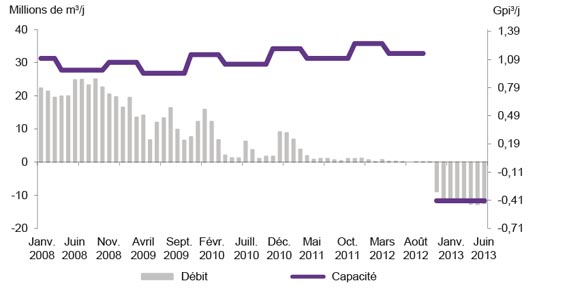 Millions de m³/j
Gpi³/j
40
30
20
10
0
-10
-20
1,39
1,09
0,79
0,49
0,19
-0,11
-0,41
-0,71
Janv. 2008
Juin 2008
Nov. 2008
Avril 2009
Sept. 2009
Févr. 2010
Juill. 2010
Déc. 2010
Mai 2011
Oct. 2011
Mars 2012
Août 2012
Janv. 2013
Juin 2013
Débit
Capacité